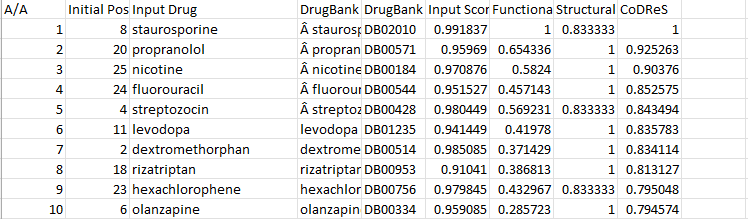 A/A Initial Pos Input Drug DrugBank DrugBank Input Scor Functiona Structural CoDReS
1 8 staurosporine Â staurosp DB02010 0.991837 1 0.833333 1
2 20 propranolol Â propran DB00571 0.95969 0.654336 1 0.925263
3 25 nicotine Â nicotine DB00184 0.970876 0.5824 1 0.90376
4 24 fluorouracil Â fluorour DB00544 0.951527 0.457143 1 0.852575
5 4 streptozocin Â streptoz DB00428 0.980449 0.569231 0.833333 0.843494
6 11 levodopa levodopa DB01235 0.941449 0.41978 1 0.835783
7 2 dextromethorphan dextrome DB00514 0.985085 0.371429 1 0.834114
8 18 rizatriptan rizatriptar DB00953 0.91041 0.386813 1 0.813127
9 23 hexachlorophene hexachlor DB00756 0.979845 0.432967 0.833333 0.795048
10 6 olanzapine olanzapin DB00334 0.959085 0.285723 1 0.794574